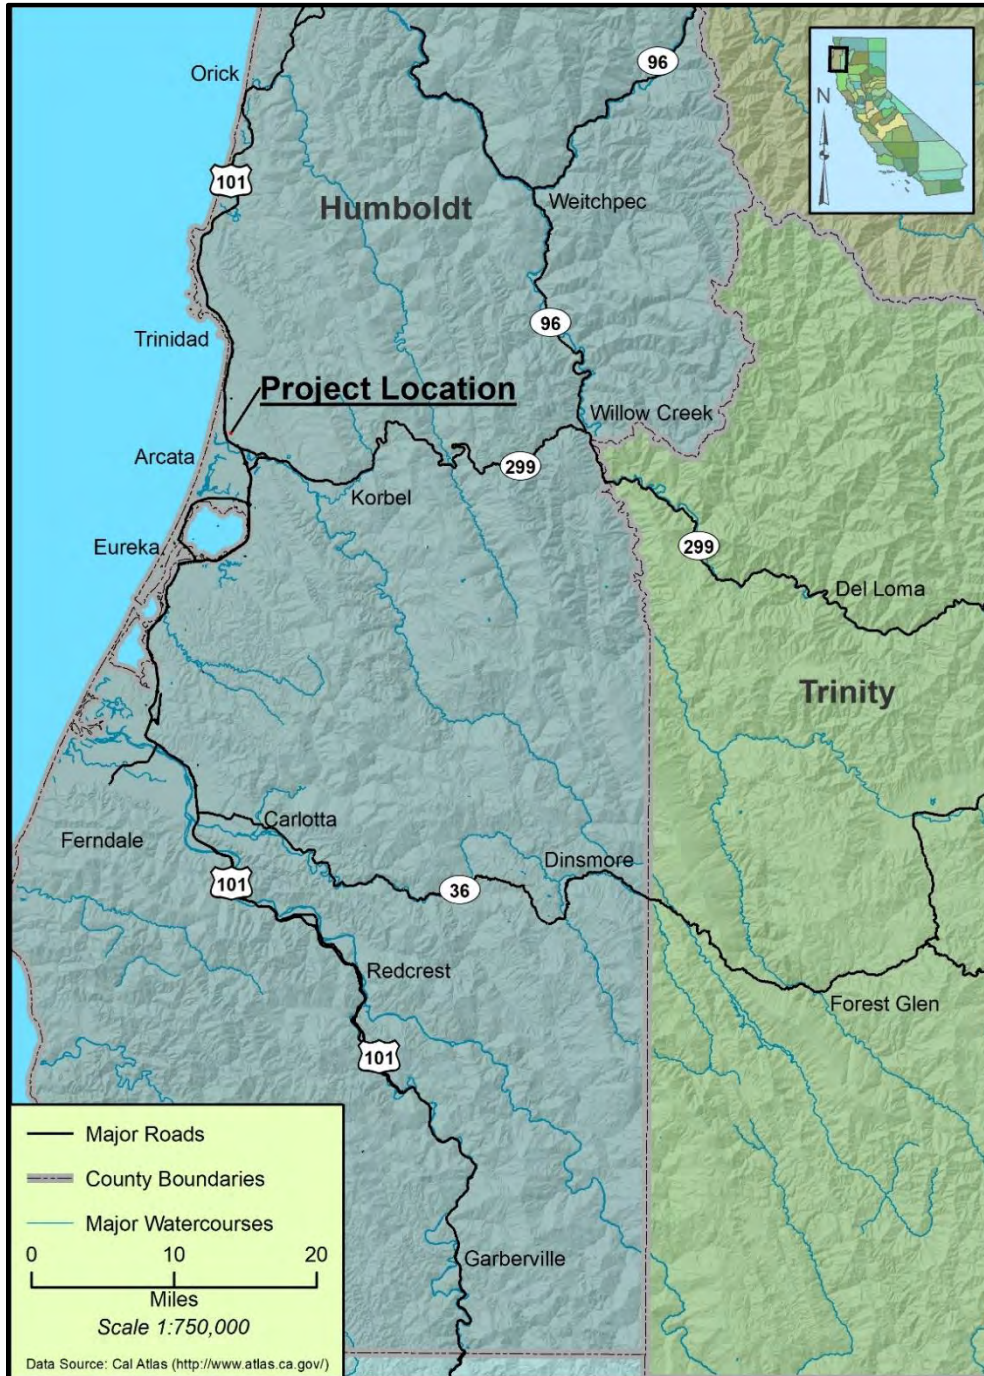 Orick
96
N
101
Humboldt
Weitchpec
96
Trinidad
Project Location
Willow Creek
Arcata
299
Korbel
Eureka
299
Del Loma
Trinity
Carlotta
Ferndale
Dinsmore
101
36
Redcrest
Forest Glen
101
Major Roads
County Boundaries
Major Watercourses
0 10 20
Miles
Garberville
Scale 1:750,000
Data Source: Cal Atlas (http://www.atlas.ca.gov/)